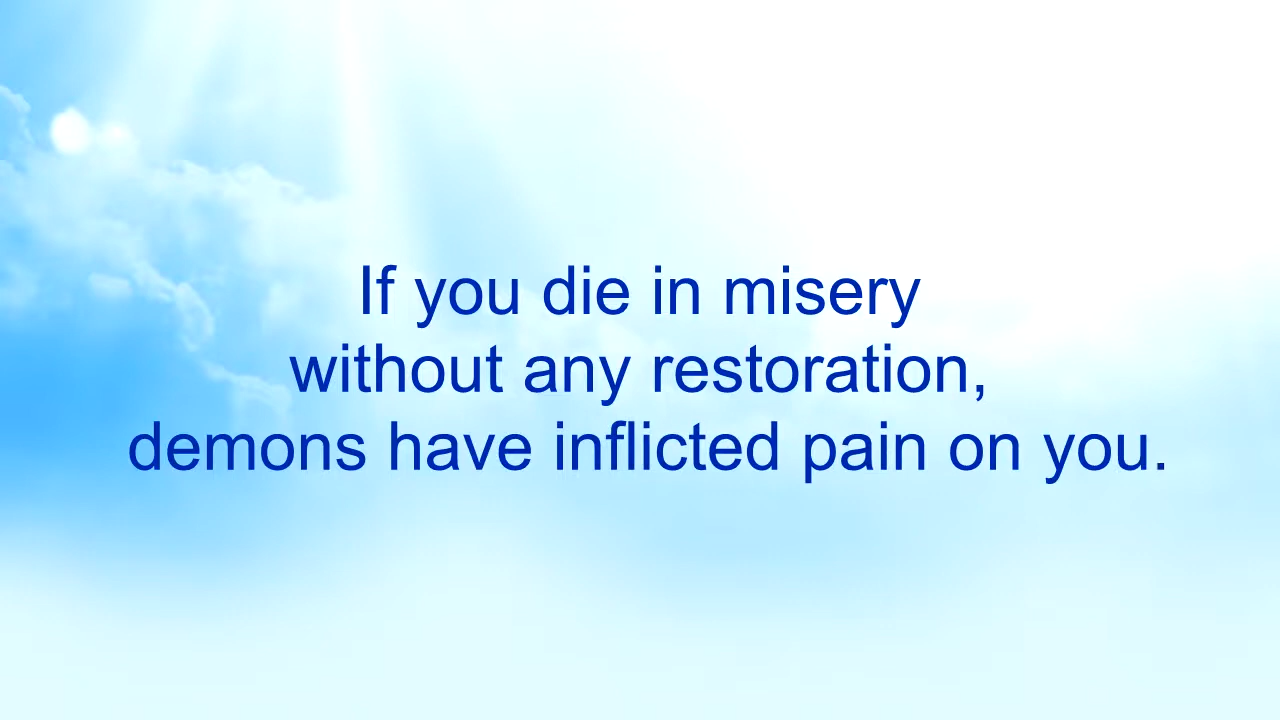 If you die in misery
without any restoration,
demons have inflicted pain on you.